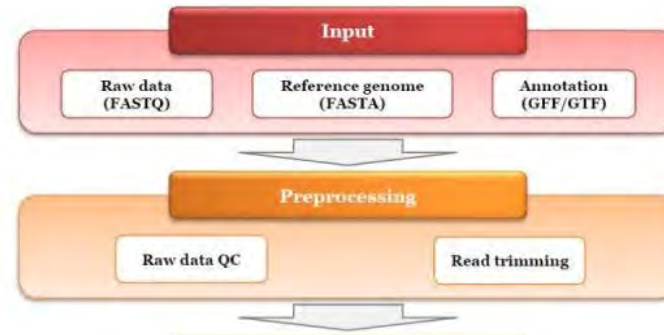 Input
Raw data
(FASTQ)
Reference genome
(FASTA)
Annotation
(GFF/GTF)
Preprocessing
Raw data QC
Read trimming